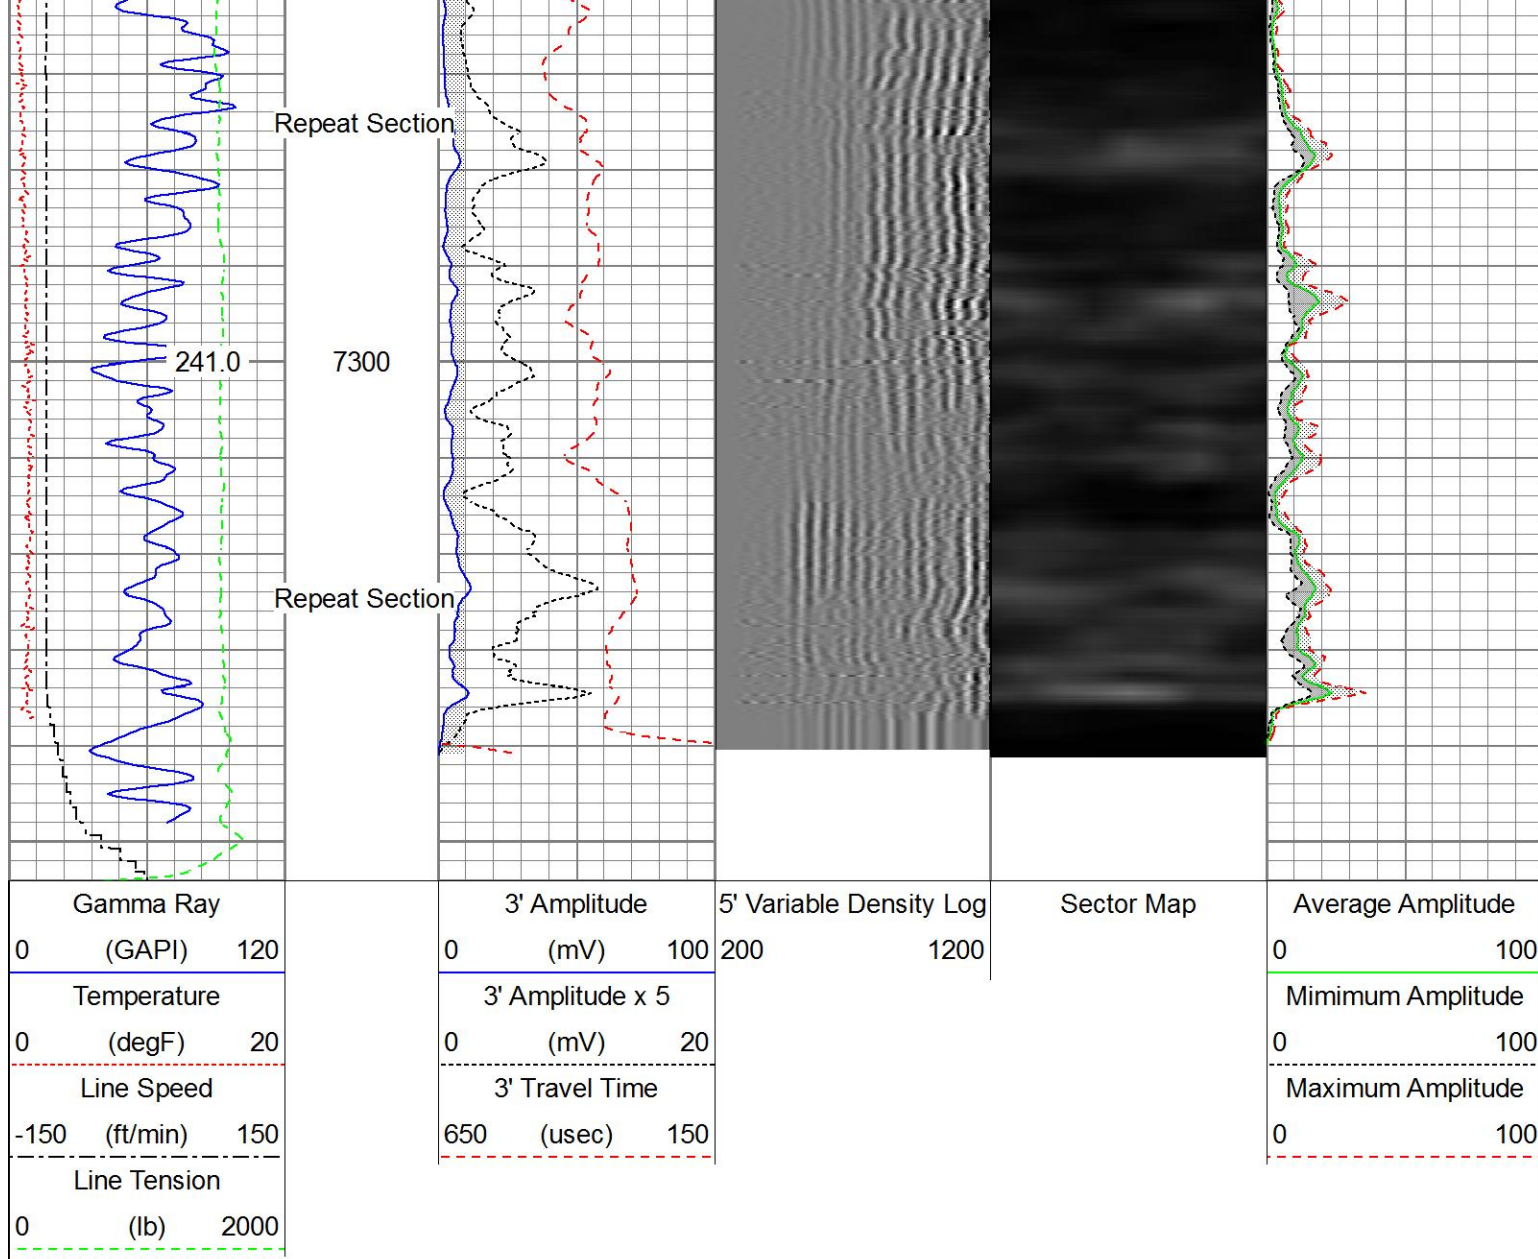 Repeat Section
241.0
7300
Repeat Section
Gamma Ray
0 (GAPI) 120
Temperature
0 (degF) 20
Line Speed
-150 (ft/min) 150
Line Tension
0 (lb) 2000
3' Amplitude
0 (mV) 100
3' Amplitude x 5
0 (mV) 20
3' Travel Time
650 (usec) 150
5' Variable Density Log
200 1200
Sector Map
Average Amplitude
0 100
Mimimum Amplitude
0 100
Maximum Amplitude
0 100